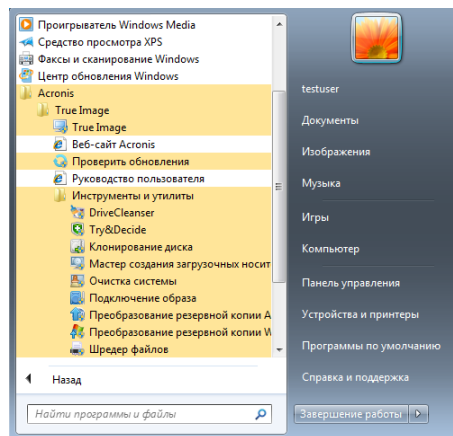 Проигрыватель Windows Media
Средство просмотра XPS
Факсы и сканирование Windows
Центр обновления Windows
Acronis
True Image
True Image
Веб-сайт Acronis
Проверить обновления
Руководство пользователя
Инструменты и утилиты
DriveCleanser
Try&Decide
Клонирование диска
Мастер создания загрузочных носит
Очистка системы
Подключение образа
Преобразование резервной копии A
Преобразование резервной копии W
Шредер файлов
Назад
Найти программы и файлы
testuser
Документы
Изображения
Музыка
Игры
Компьютер
Панель управления
Устройства и принтеры
Программы по умолчанию
Справка и поддержка
Завершение работы